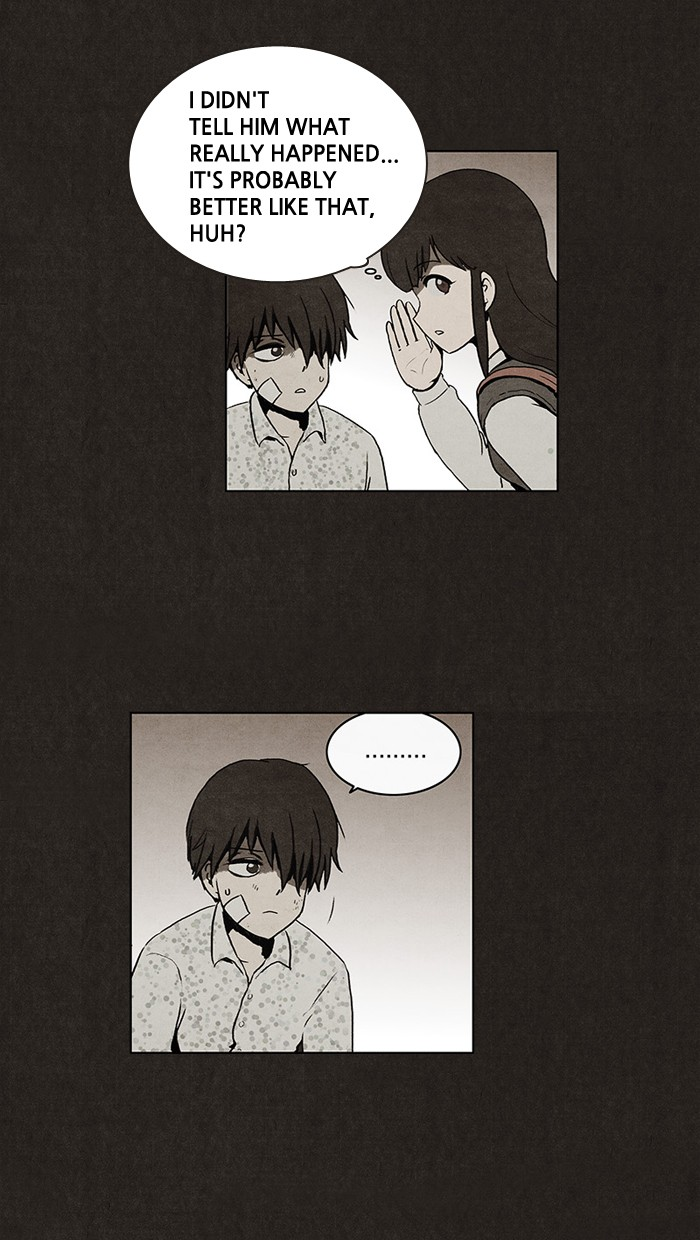 I DIDN'T
TELL HIM WHAT
REALLY HAPPENED...
IT'S PROBABLY
BETTER LIKE THAT,
HUH?
.........